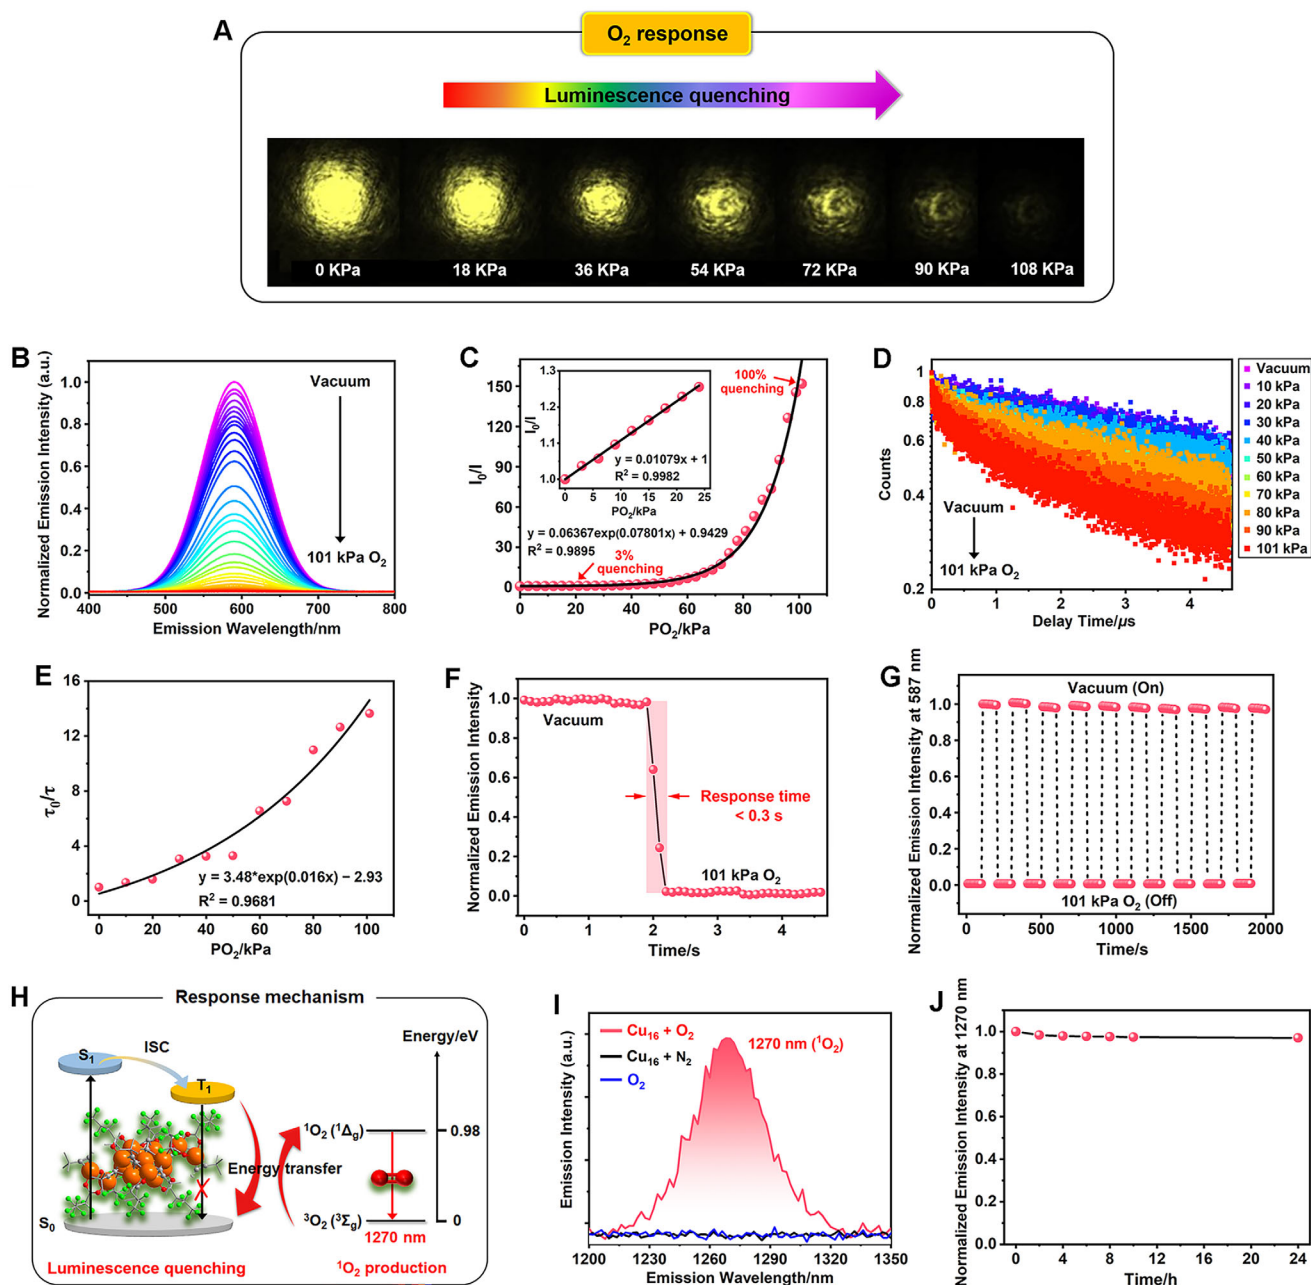 A
O2 response
Luminescence quenching
0 KPa
18 KPa
36 KPa
54 KPa
72 KPa
90 KPa
108 KPa
B
Normalized Emission Intensity (a.u.)
1.0
0.8
0.6
0.4
0.2
0.0
Vacuum
101 kPa O2
400
500
600
700
800
Emission Wavelength/nm
C
I0/I
150
120
90
60
30
0
1.3
1.2
1.1
1.0
I0/I
y = 0.01079x + 1
R2 = 0.9982
0
5
10
15
20
25
PO2/kPa
100%
quenching
y = 0.06367exp(0.07801x) + 0.9429
R2 = 0.9895
3%
quenching
0
20
40
60
80
100
PO2/kPa
D
Counts
1
0.8
0.6
0.4
0.2
Vacuum
101 kPa O2
0
1
2
3
4
Delay Time/μs
Vacuum
10 kPa
20 kPa
30 kPa
40 kPa
50 kPa
60 kPa
70 kPa
80 kPa
90 kPa
101 kPa
E
τ0/τ
16
12
8
4
0
y = 3.48*exp(0.016x) − 2.93
R2 = 0.9681
0
20
40
60
80
100
PO2/kPa
F
Normalized Emission Intensity
1.0
0.8
0.6
0.4
0.2
0.0
Vacuum
Response time
< 0.3 s
101 kPa O2
0
2
4
Time/s
G
Normalized Emission Intensity at 587 nm
1.0
0.8
0.6
0.4
0.2
0.0
Vacuum (On)
101 kPa O2 (Off)
0
500
1000
1500
2000
Time/s
H
Response mechanism
S1
ISC
T1
Energy/eV
1O2 (1Δg)
0.98
Energy transfer
3O2 (3Σg)
0
S0
1270 nm
Luminescence quenching
1O2 production
I
Emission Intensity (a.u.)
Cu16 + O2
Cu16 + N2
O2
1270 nm (1O2)
1200
1230
1260
1290
1320
1350
Emission Wavelength/nm
J
Normalized Emission Intensity at 1270 nm
1.0
0.8
0.6
0.4
0.2
0.0
0
4
8
12
16
20
24
Time/h